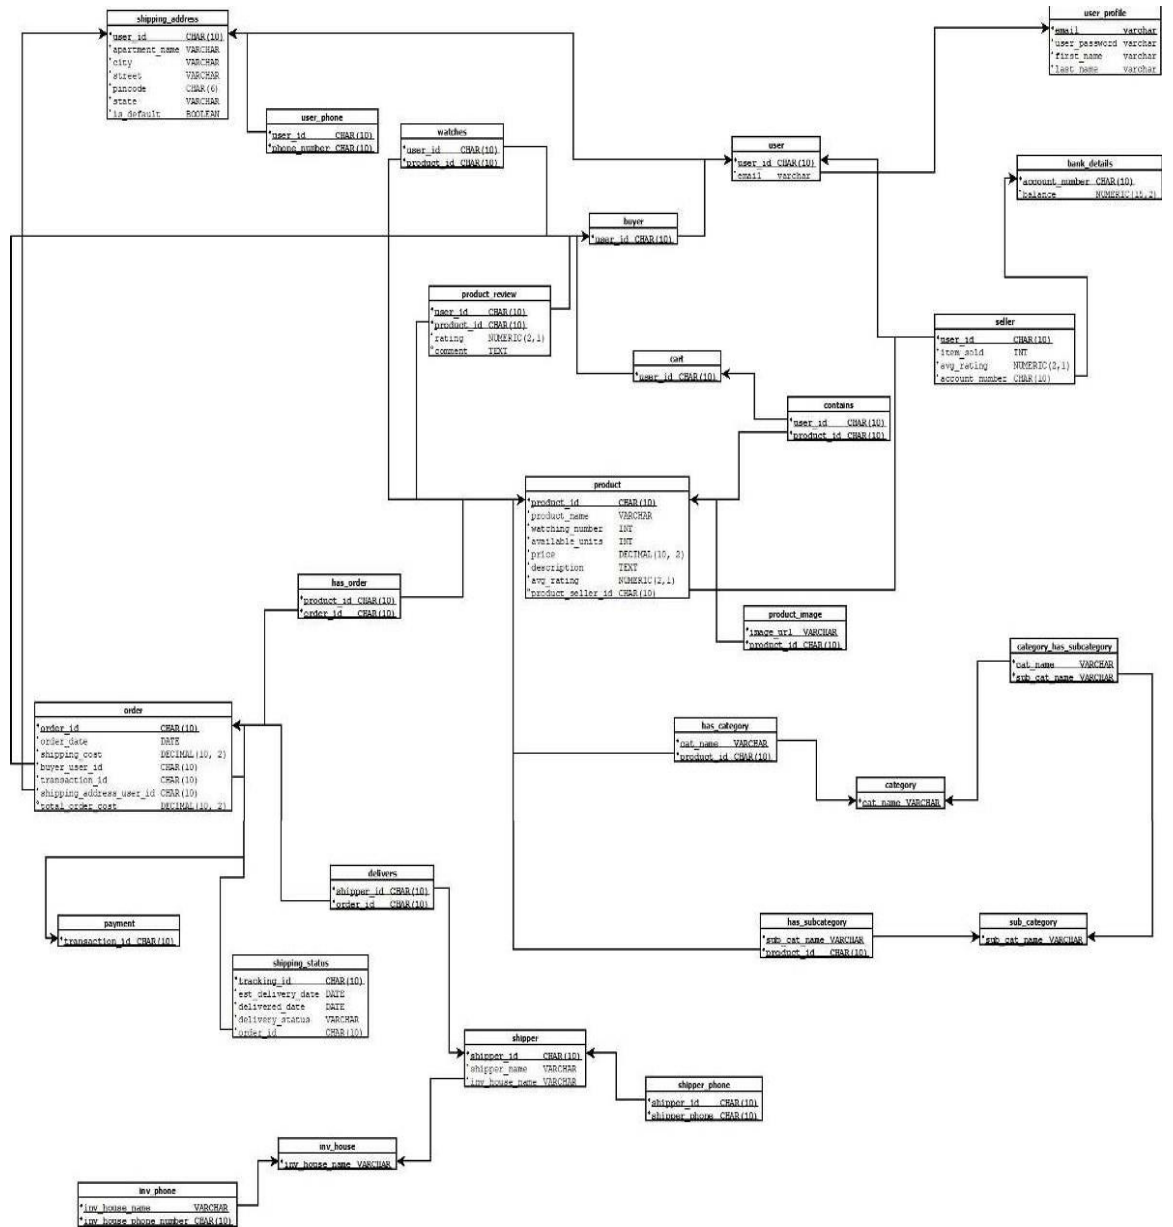 shipping_address
*user_id CHAR(10)
*apartment_name VARCHAR
*city VARCHAR
*street VARCHAR
*pincode CHAR(6)
*state VARCHAR
*is_default BOOLEAN
user_profile
*email varchar
*user_password varchar
*first_name varchar
*last_name varchar
user_phone
*user_id CHAR(10)
*phone_number CHAR(10)
watches
*user_id CHAR(10)
*product_id CHAR(10)
user
*user_id CHAR(10)
*email varchar
bank_details
*account_number CHAR(10)
*balance NUMERIC(15,2)
buyer
*user_id CHAR(10)
product_review
*user_id CHAR(10)
*product_id CHAR(10)
*rating NUMERIC(2,1)
*comment TEXT
seller
*user_id CHAR(10)
*item_sold INT
*avg_rating NUMERIC(2,1)
*account_number CHAR(10)
cart
*user_id CHAR(10)
contains
*user_id CHAR(10)
*product_id CHAR(10)
product
*product_id CHAR(10)
*product_name VARCHAR
*watching_number INT
*available_units INT
*price DECIMAL(10, 2)
*description TEXT
*avg_rating NUMERIC(2,1)
*product_seller_id CHAR(10)
has_order
*product_id CHAR(10)
*order_id CHAR(10)
product_image
*image_url VARCHAR
*product_id CHAR(10)
category_has_subcategory
*cat_name VARCHAR
*sub_cat_name VARCHAR
order
*order_id CHAR(10)
*order_date DATE
*shipping_cost DECIMAL(10, 2)
*buyer_user_id CHAR(10)
*transaction_id CHAR(10)
*shipping_address_user_id CHAR(10)
*total_order_cost DECIMAL(10, 2)
has_category
*cat_name VARCHAR
*product_id CHAR(10)
category
*cat_name VARCHAR
delivers
*shipper_id CHAR(10)
*order_id CHAR(10)
payment
*transaction_id CHAR(10)
has_subcategory
*sub_cat_name VARCHAR
*product_id CHAR(10)
sub_category
*sub_cat_name VARCHAR
shipping_status
*tracking_id CHAR(10)
*est_delivery_date DATE
*delivered_date DATE
*delivery_status VARCHAR
*order_id CHAR(10)
shipper
*shipper_id CHAR(10)
*shipper_name VARCHAR
*inv_house_name VARCHAR
shipper_phone
*shipper_id CHAR(10)
*shipper_phone CHAR(10)
inv_house
*inv_house_name VARCHAR
inv_phone
*inv_house_name VARCHAR
*inv_house_phone_number CHAR(10)